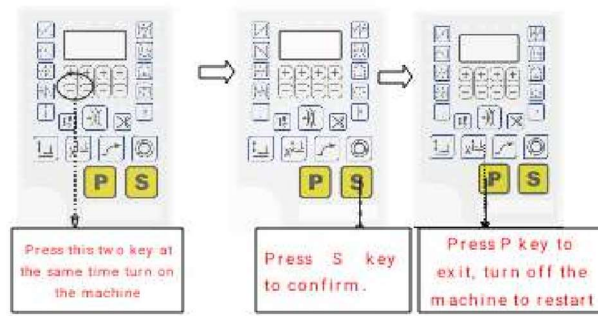 P S
P S
P S
Press this two key at
the same time turn on
the machine
Press S key
to confirm.
Press P key to
exit, turn off the
machine to restart